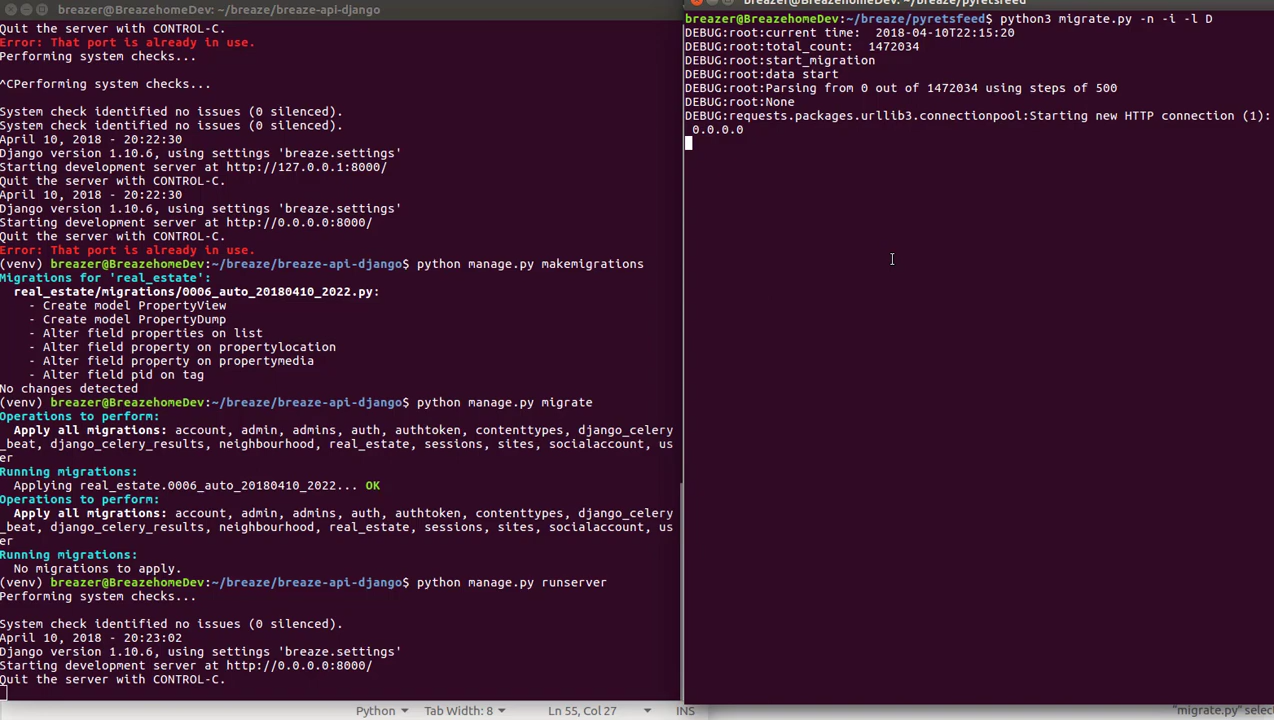 breazer@BreazehomeDev: ~/breaze/breaze-api-django
Quit the server with CONTROL-C.
Error: That port is already in use.
Performing system checks...
^CPerforming system checks...
System check identified no issues (0 silenced).
System check identified no issues (0 silenced).
April 10, 2018 - 20:22:30
Django version 1.10.6, using settings 'breaze.settings'
Starting development server at http://127.0.0.1:8000/
Quit the server with CONTROL-C.
April 10, 2018 - 20:22:30
Django version 1.10.6, using settings 'breaze.settings'
Starting development server at http://0.0.0.0:8000/
Quit the server with CONTROL-C.
Error: That port is already in use.
(venv) breazer@BreazehomeDev:~/breaze/breaze-api-django$ python manage.py makemigrations
Migrations for 'real_estate':
real_estate/migrations/0006_auto_20180410_2022.py:
- Create model PropertyView
- Create model PropertyDump
- Alter field properties on list
- Alter field property on propertylocation
- Alter field property on propertymedia
- Alter field pid on tag
No changes detected
(venv) breazer@BreazehomeDev:~/breaze/breaze-api-django$ python manage.py migrate
Operations to perform:
Apply all migrations: account, admin, admins, auth, authtoken, contenttypes, django_celery
_beat, django_celery_results, neighbourhood, real_estate, sessions, sites, socialaccount, us
er
Running migrations:
Applying real_estate.0006_auto_20180410_2022... OK
Operations to perform:
Apply all migrations: account, admin, admins, auth, authtoken, contenttypes, django_celery
_beat, django_celery_results, neighbourhood, real_estate, sessions, sites, socialaccount, us
er
Running migrations:
No migrations to apply.
(venv) breazer@BreazehomeDev:~/breaze/breaze-api-django$ python manage.py runserver
Performing system checks...
System check identified no issues (0 silenced).
April 10, 2018 - 20:23:02
Django version 1.10.6, using settings 'breaze.settings'
Starting development server at http://0.0.0.0:8000/
Quit the server with CONTROL-C.
breazer@BreazehomeDev: ~/breaze/pyretsfeed
breazer@BreazehomeDev:~/breaze/pyretsfeed$ python3 migrate.py -n -i -l D
DEBUG:root:current time:  2018-04-10T22:15:20
DEBUG:root:total_count:  1472034
DEBUG:root:start_migration
DEBUG:root:data start
DEBUG:root:Parsing from 0 out of 1472034 using steps of 500
DEBUG:root:None
DEBUG:requests.packages.urllib3.connectionpool:Starting new HTTP connection (1):
0.0.0.0
Python Tab Width: 8 Ln 55, Col 27 INS
"migrate.py" selec